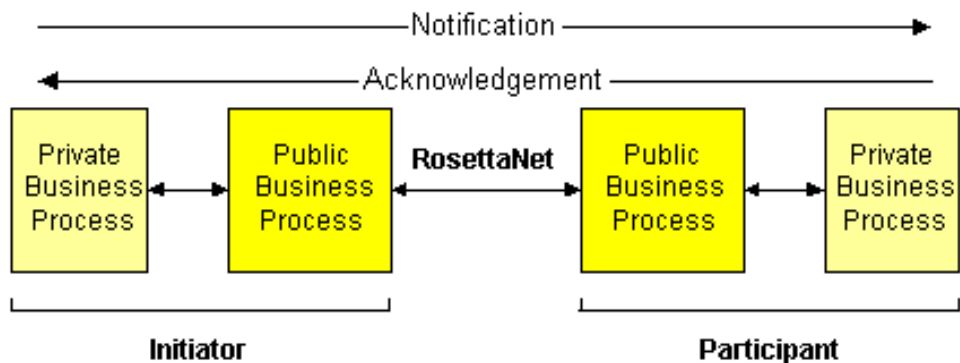 Notification
Acknowledgement
Private
Business
Process
Public
Business
Process
RosettaNet
Public
Business
Process
Private
Business
Process
Initiator
Participant